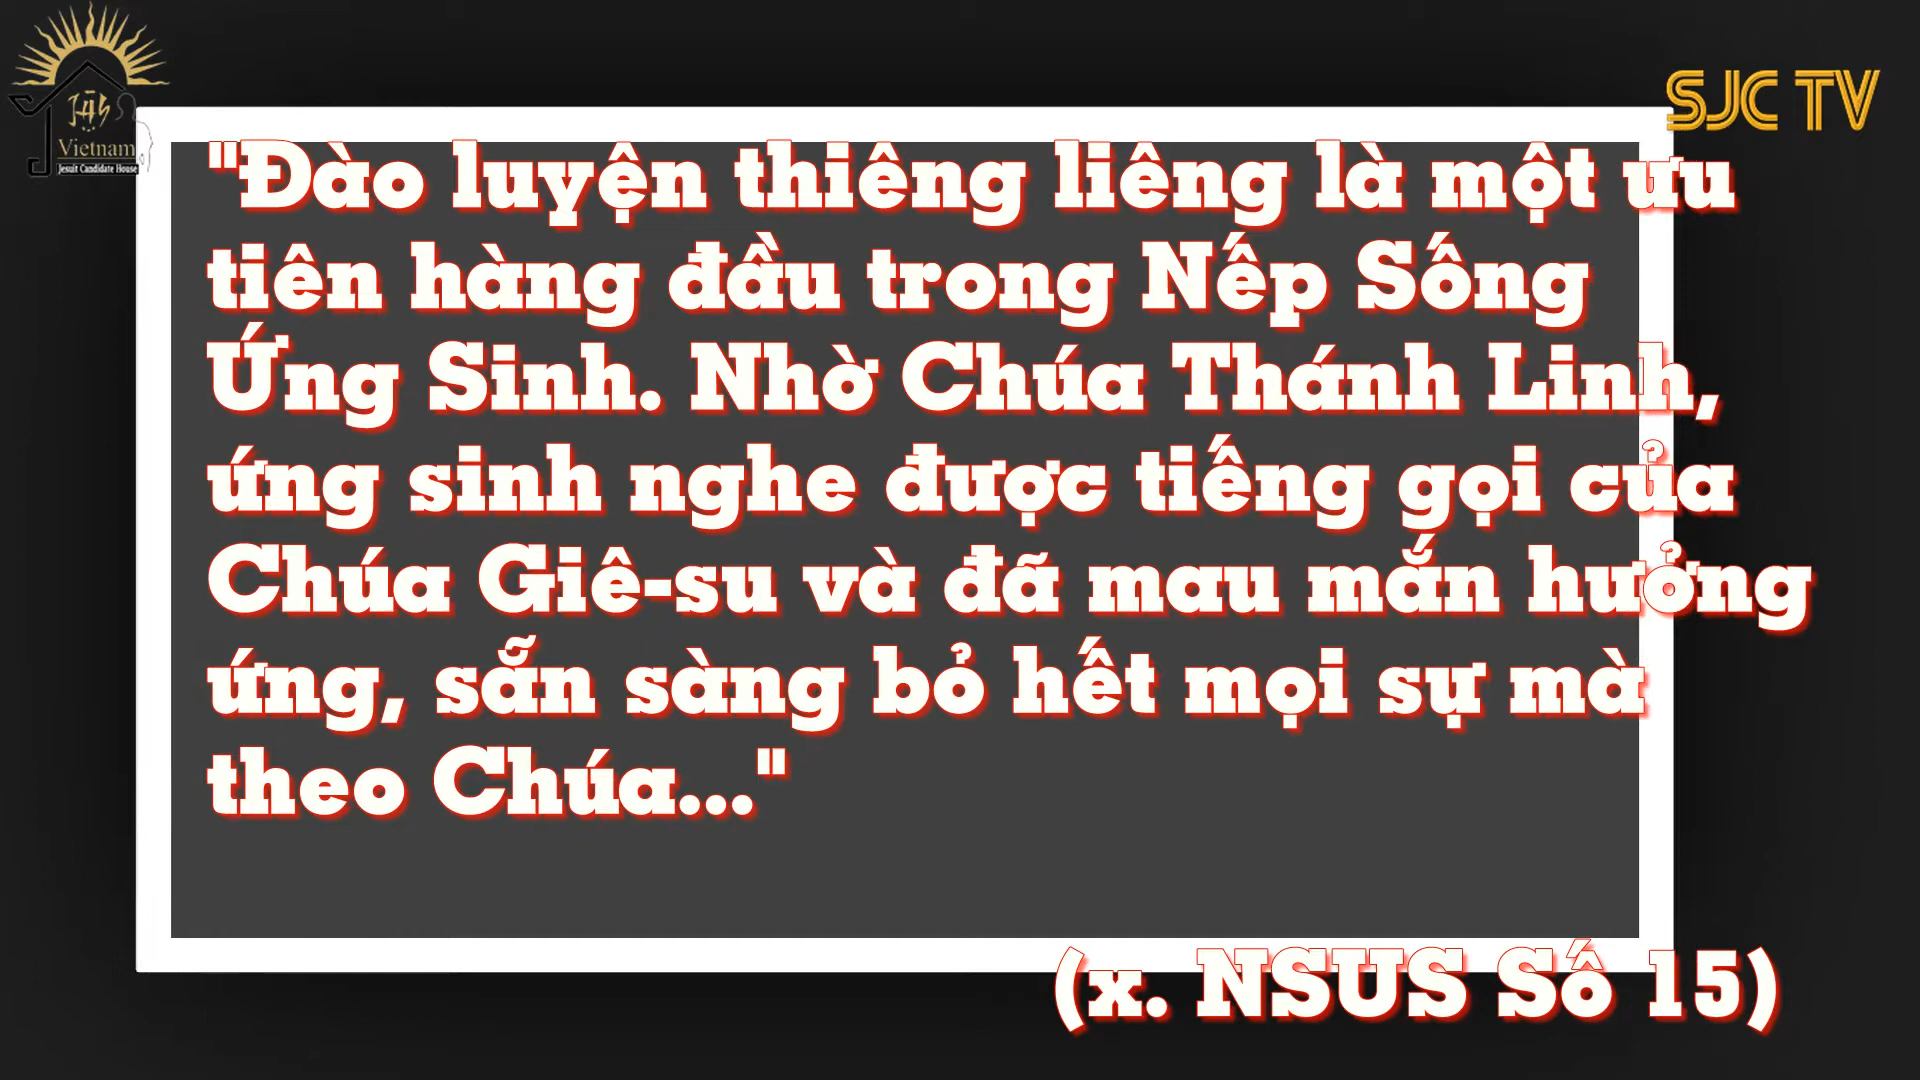 SJC TV
Vietnam
Jesuit Candidate House
"Đào luyện thiêng liêng là một ưu
tiên hàng đầu trong Nếp Sống
Ứng Sinh. Nhờ Chúa Thánh Linh,
ứng sinh nghe được tiếng gọi của
Chúa Giê-su và đã mau mắn hưởng
ứng, sẵn sàng bỏ hết mọi sự mà
theo Chúa..."
(x. NSUS Số 15)